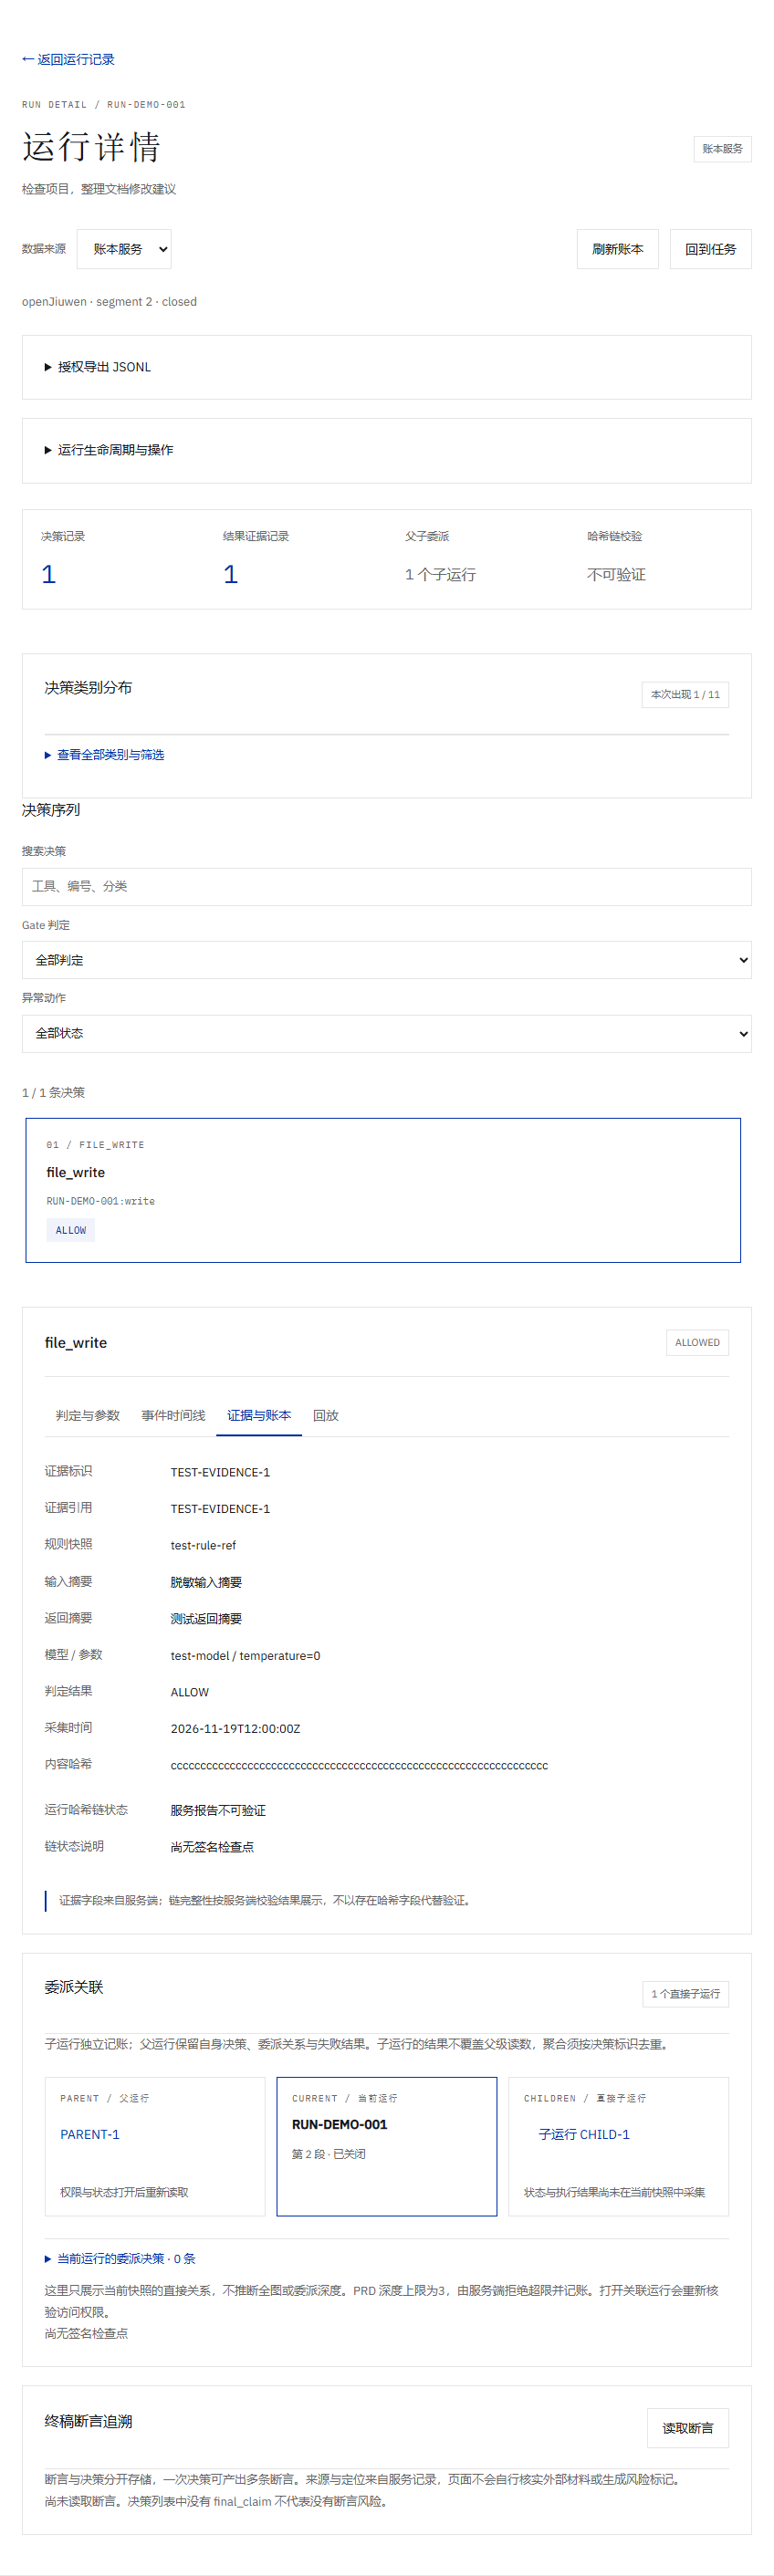 ← 返回运行记录
RUN DETAIL / RUN-DEMO-001
运行详情
账本服务
检查项目，整理文档修改建议
数据来源 账本服务 刷新账本 回到任务
openJiuwen · segment 2 · closed
▶ 授权导出 JSONL
▶ 运行生命周期与操作
决策记录 结果证据记录 父子委派 哈希链校验
1 1 1 个子运行 不可验证
决策类别分布
本次出现 1 / 11
▶ 查看全部类别与筛选
决策序列
搜索决策
工具、编号、分类
Gate 判定
全部判定
异常动作
全部状态
1 / 1 条决策
01 / FILE_WRITE
file_write
RUN-DEMO-001:write
ALLOW
file_write ALLOWED
判定与参数 事件时间线 证据与账本 回放
证据标识 TEST-EVIDENCE-1
证据引用 TEST-EVIDENCE-1
规则快照 test-rule-ref
输入摘要 脱敏输入摘要
返回摘要 测试返回摘要
模型 / 参数 test-model / temperature=0
判定结果 ALLOW
采集时间 2026-11-19T12:00:00Z
内容哈希 cccccccccccccccccccccccccccccccccccccccccccccccccccccccccccccccc
运行哈希链状态 服务报告不可验证
链状态说明 尚无签名检查点
证据字段来自服务端；链完整性按服务端校验结果展示，不以存在哈希字段代替验证。
委派关联
1 个直接子运行
子运行独立记账；父运行保留自身决策、委派关系与失败结果。子运行的结果不覆盖父级读数，聚合须按决策标识去重。
PARENT / 父运行
PARENT-1
权限与状态打开后重新读取
CURRENT / 当前运行
RUN-DEMO-001
第 2 段 · 已关闭
CHILDREN / 直接子运行
子运行 CHILD-1
状态与执行结果尚未在当前快照中采集
▶ 当前运行的委派决策 · 0 条
这里只展示当前快照的直接关系，不推断全图或委派深度。PRD 深度上限为3，由服务端拒绝超限并记账。打开关联运行会重新核
验访问权限。
尚无签名检查点
终稿断言追溯 读取断言
断言与决策分开存储，一次决策可产出多条断言。来源与定位来自服务记录，页面不会自行核实外部材料或生成风险标记。
尚未读取断言。决策列表中没有 final_claim 不代表没有断言风险。